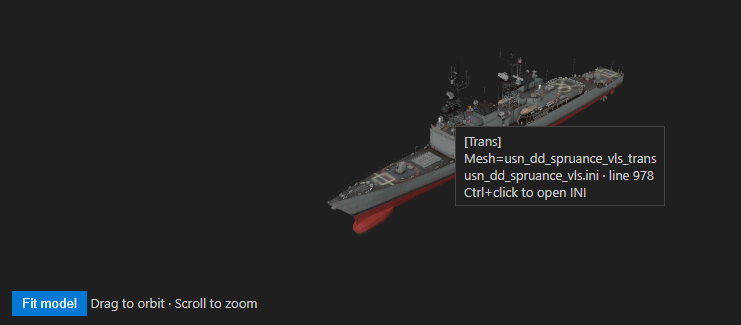 [Trans]
Mesh=usn_dd_spruance_vls_trans
usn_dd_spruance_vls.ini · line 978
Ctrl+click to open INI
Fit model Drag to orbit · Scroll to zoom